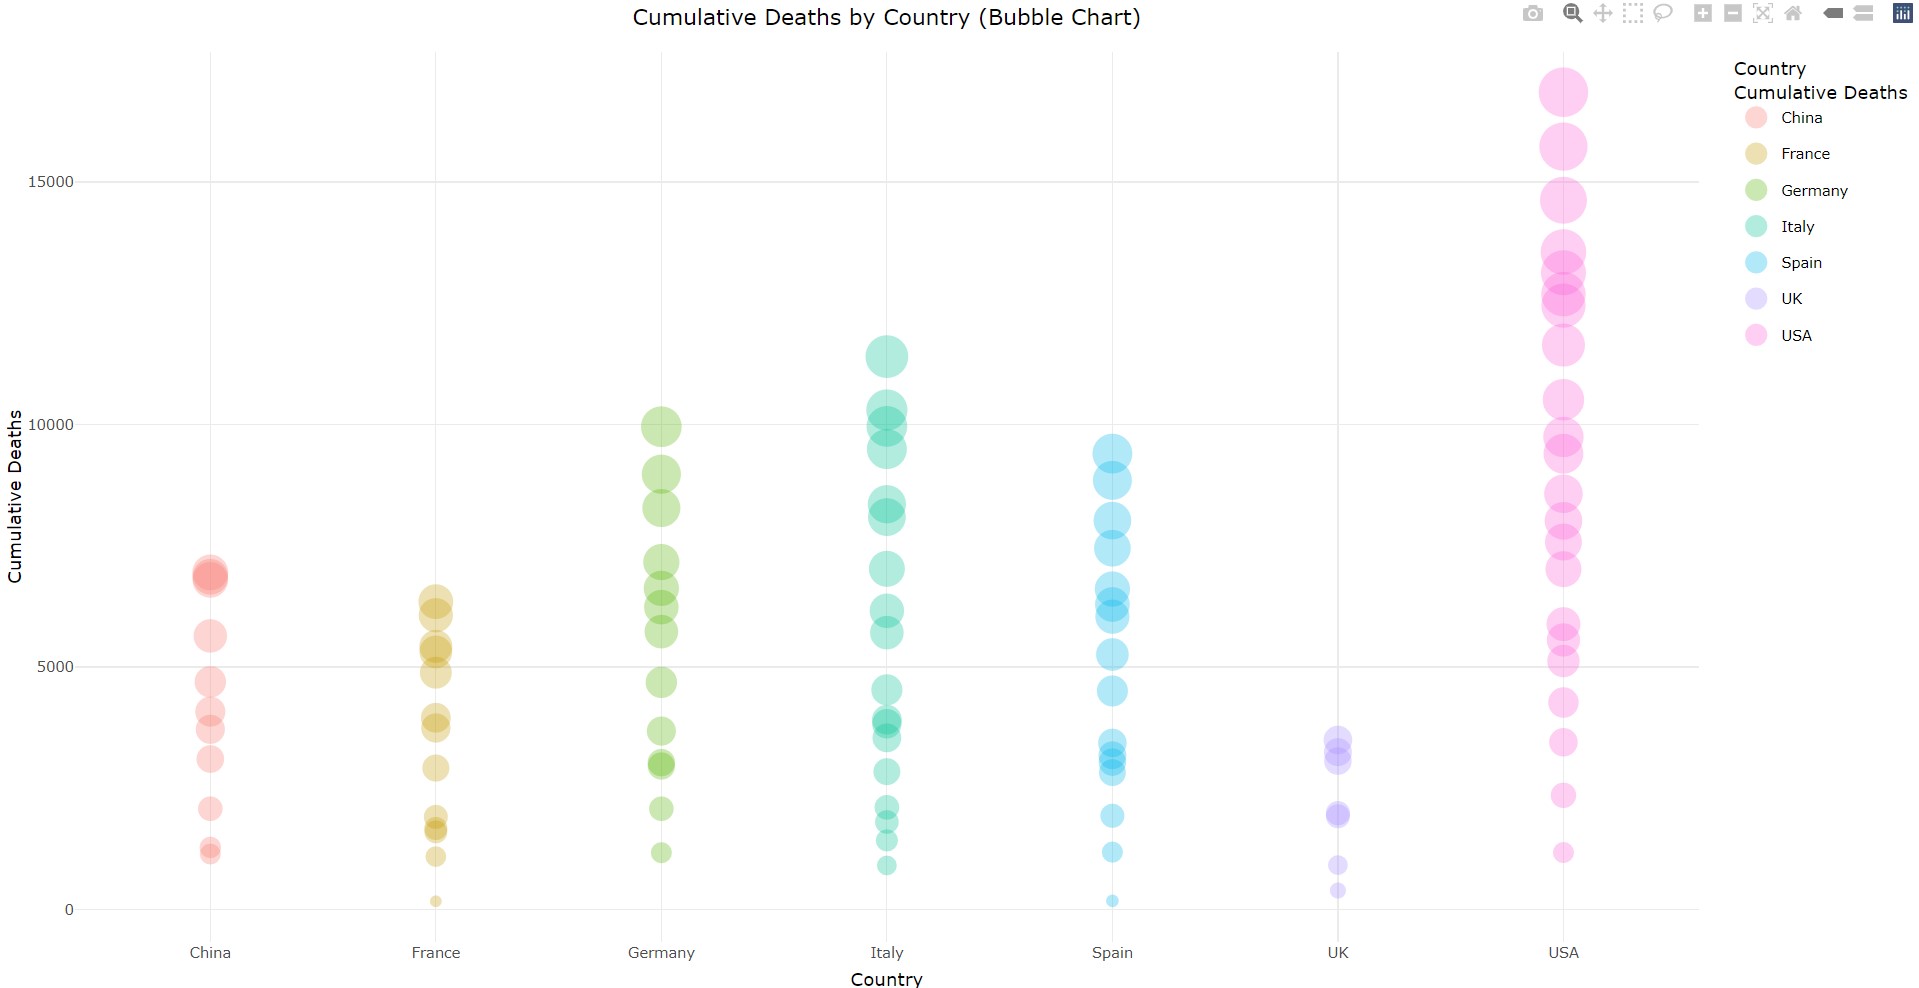 Cumulative Deaths by Country (Bubble Chart)
Country
Cumulative Deaths
China
France
Germany
Italy
Spain
UK
USA
Cumulative Deaths
15000
10000
5000
0
China
France
Germany
Italy
Spain
UK
USA
Country